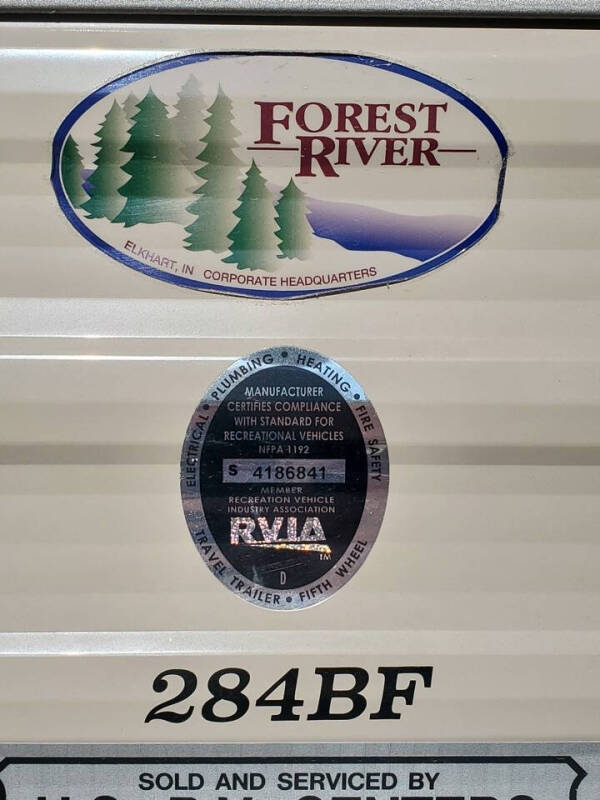 FOREST
RIVER
ELKHART, IN CORPORATE HEADQUARTERS
ELECTRICAL • PLUMBING • HEATING • FIRE SAFETY
MANUFACTURER
CERTIFIES COMPLIANCE
WITH STANDARD FOR
RECREATIONAL VEHICLES
NFPA 1192
S 4186841
MEMBER
RECREATION VEHICLE
INDUSTRY ASSOCIATION
RVIA
TM
D
TRAVEL TRAILER • FIFTH WHEEL
284BF
SOLD AND SERVICED BY